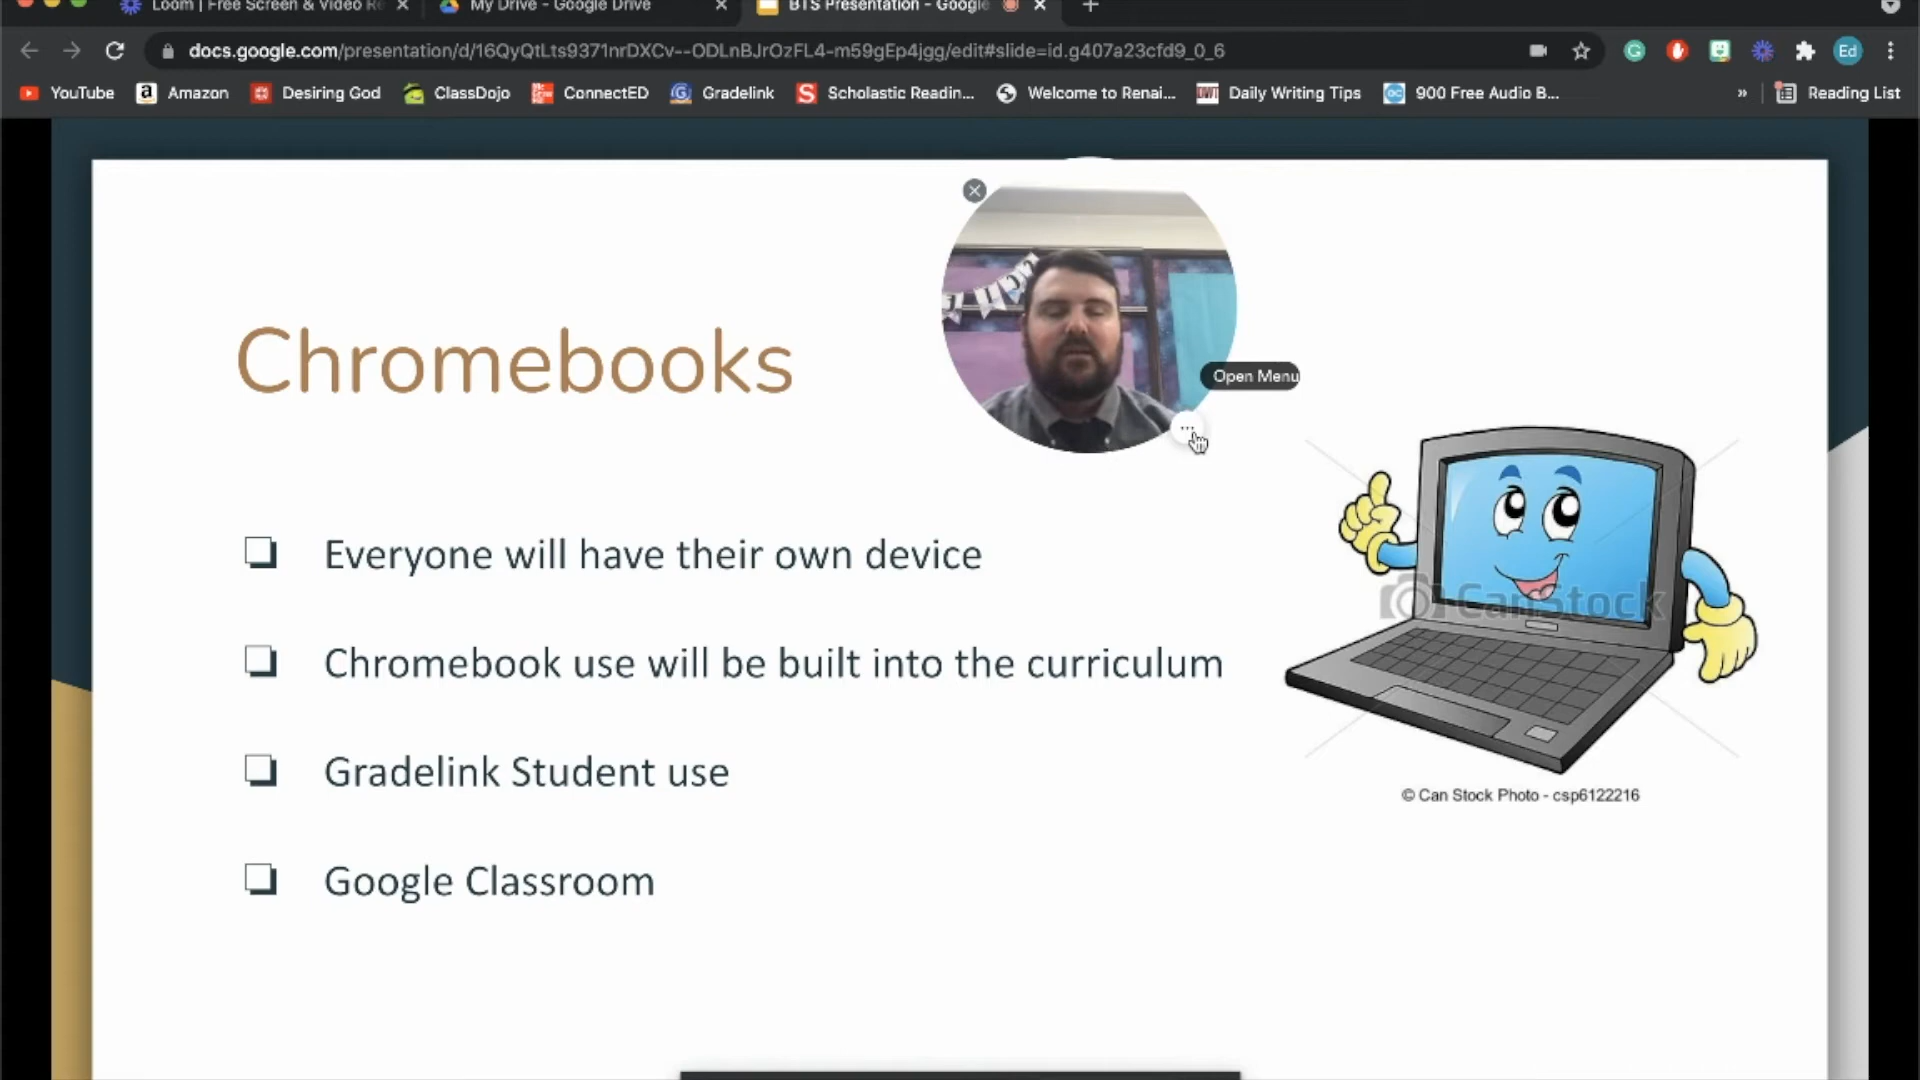 Loom | Free Screen & Video Re
My Drive - Google Drive
BTS Presentation - Google
docs.google.com/presentation/d/16QyQtLts9371nrDXCv--ODLnBJrOzFL4-m59gEp4jgg/edit#slide=id.g407a23cfd9_0_6
Ed
YouTube
Amazon
Desiring God
ClassDojo
ConnectED
Gradelink
Scholastic Readin...
Welcome to Renai...
Daily Writing Tips
900 Free Audio B...
»
Reading List
Open Menu
Chromebooks
Everyone will have their own device
Chromebook use will be built into the curriculum
Gradelink Student use
Google Classroom
CanStock
© Can Stock Photo - csp6122216